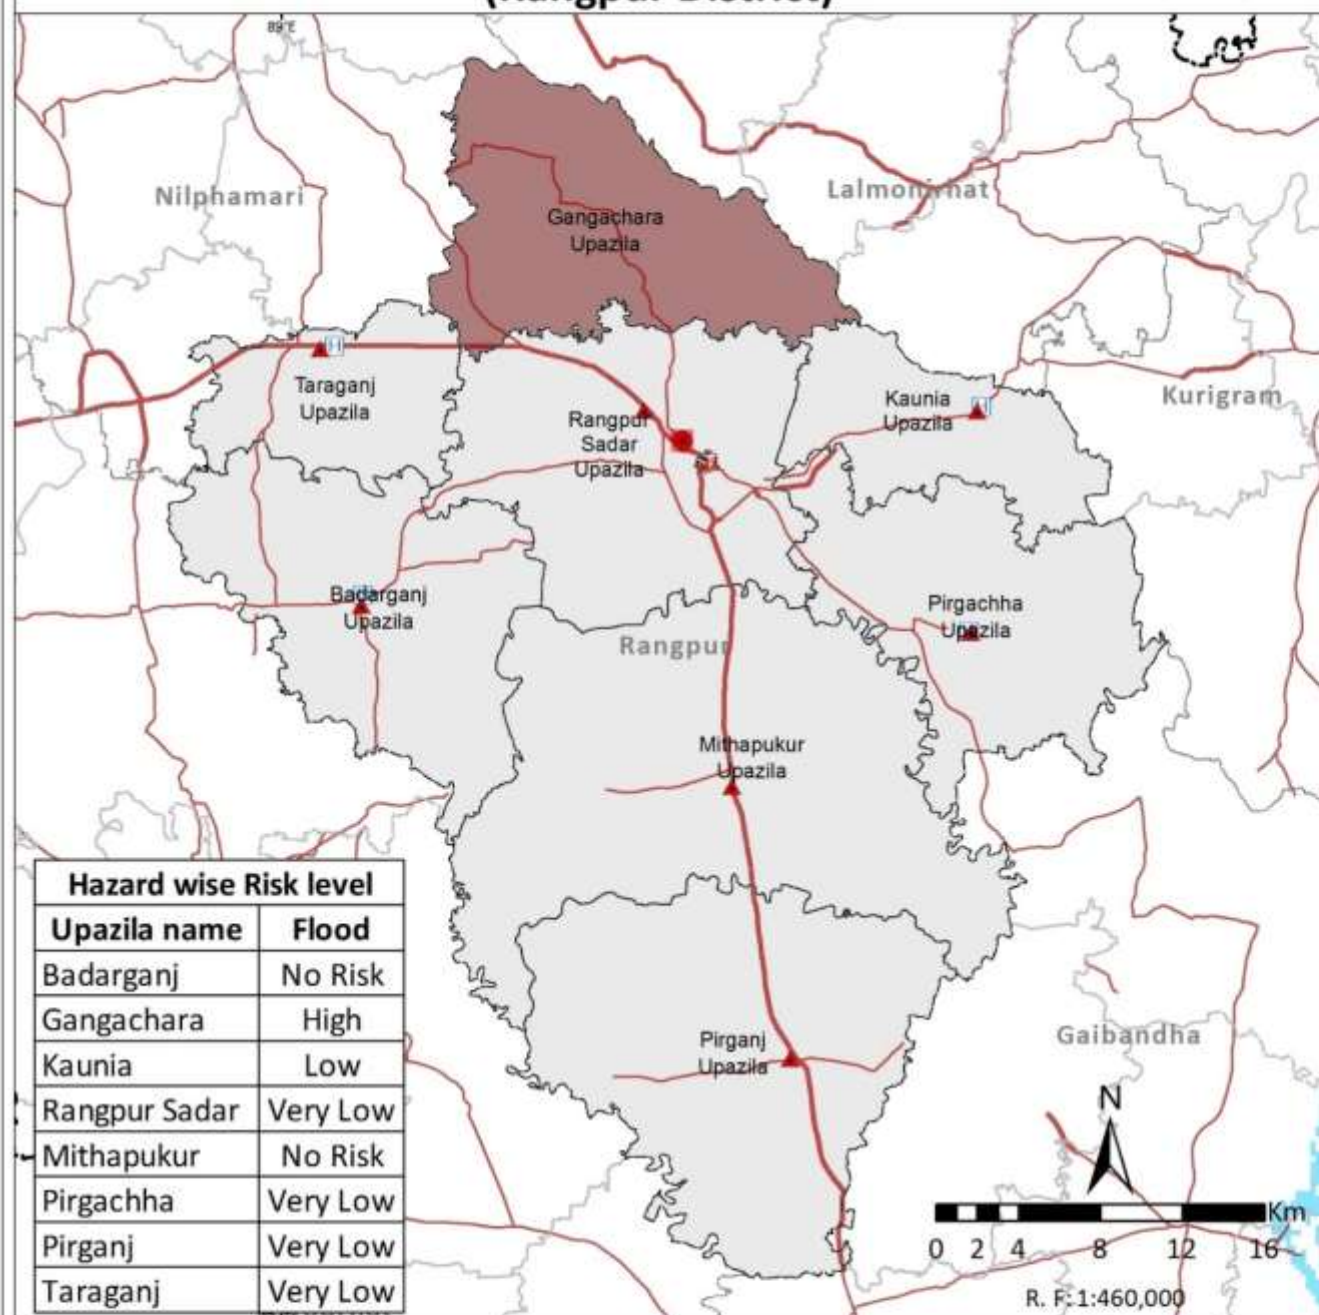 (Rangpur District)
89°E
Nilphamari
Lalmonirhat
Gangachara
Upazila
Taraganj
Upazila
Kaunia
Upazila
Kurigram
Rangpur
Sadar
Upazila
Badarganj
Upazila
Pirgachha
Upazila
Rangpur
Mithapukur
Upazila
Hazard wise Risk level
Upazila name Flood
Badarganj No Risk
Gangachara High
Kaunia Low
Rangpur Sadar Very Low
Mithapukur No Risk
Pirgachha Very Low
Pirganj Very Low
Taraganj Very Low
Pirganj
Upazila
Gaibandha
N
Km
0 2 4 8 12 16
R. F: 1:460,000